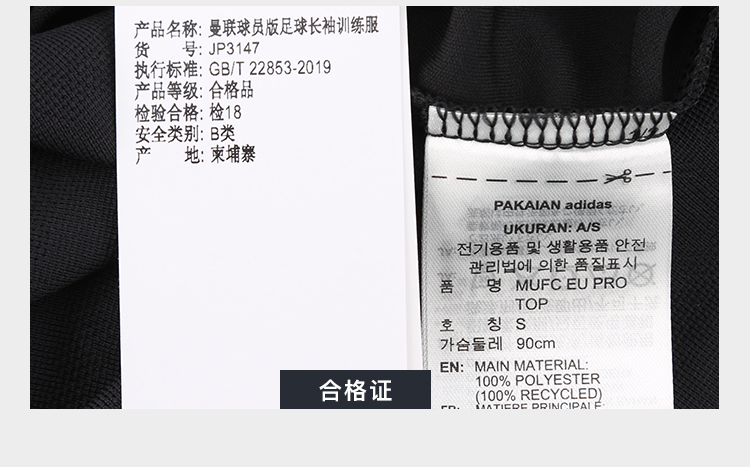 产品名称: 曼联球员版足球长袖训练服
货 号: JP3147
执行标准: GB/T 22853-2019
产品等级: 合格品
检验合格: 检18
安全类别: B类
产 地: 柬埔寨
PAKAIAN adidas
UKURAN: A/S
전기용품 및 생활용품 안전
관리법에 의한 품질표시
품 명 MUFC EU PRO
TOP
호 칭 S
가슴둘레 90cm
EN: MAIN MATERIAL:
100% POLYESTER
(100% RECYCLED)
FR: MATIERE PRINCIPALE:
合格证